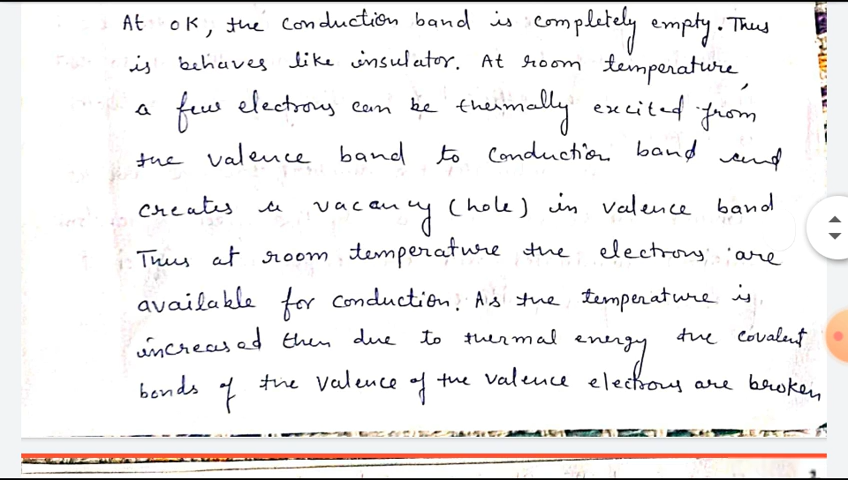 At 0K, the conduction band is completely empty. Thus
is behaves like insulator. At room temperature,
a few electrons can be thermally excited from
the valence band to conduction band and
creates a vacancy (hole) in valence band
Thus at room temperature the electrons are
available for conduction. As the temperature is
increased then due to thermal energy the covalent
bonds of the valence of the valence electrons are broken